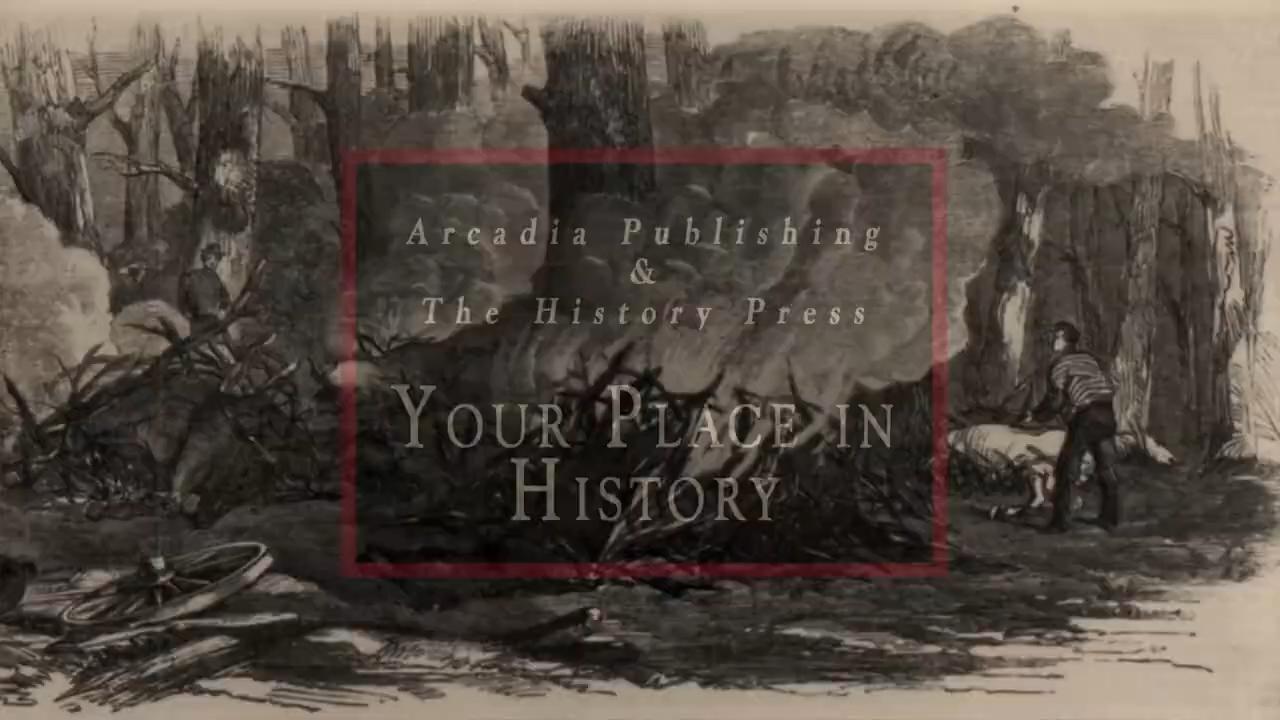 Arcadia Publishing
&
The History Press
YOUR PLACE IN
HISTORY